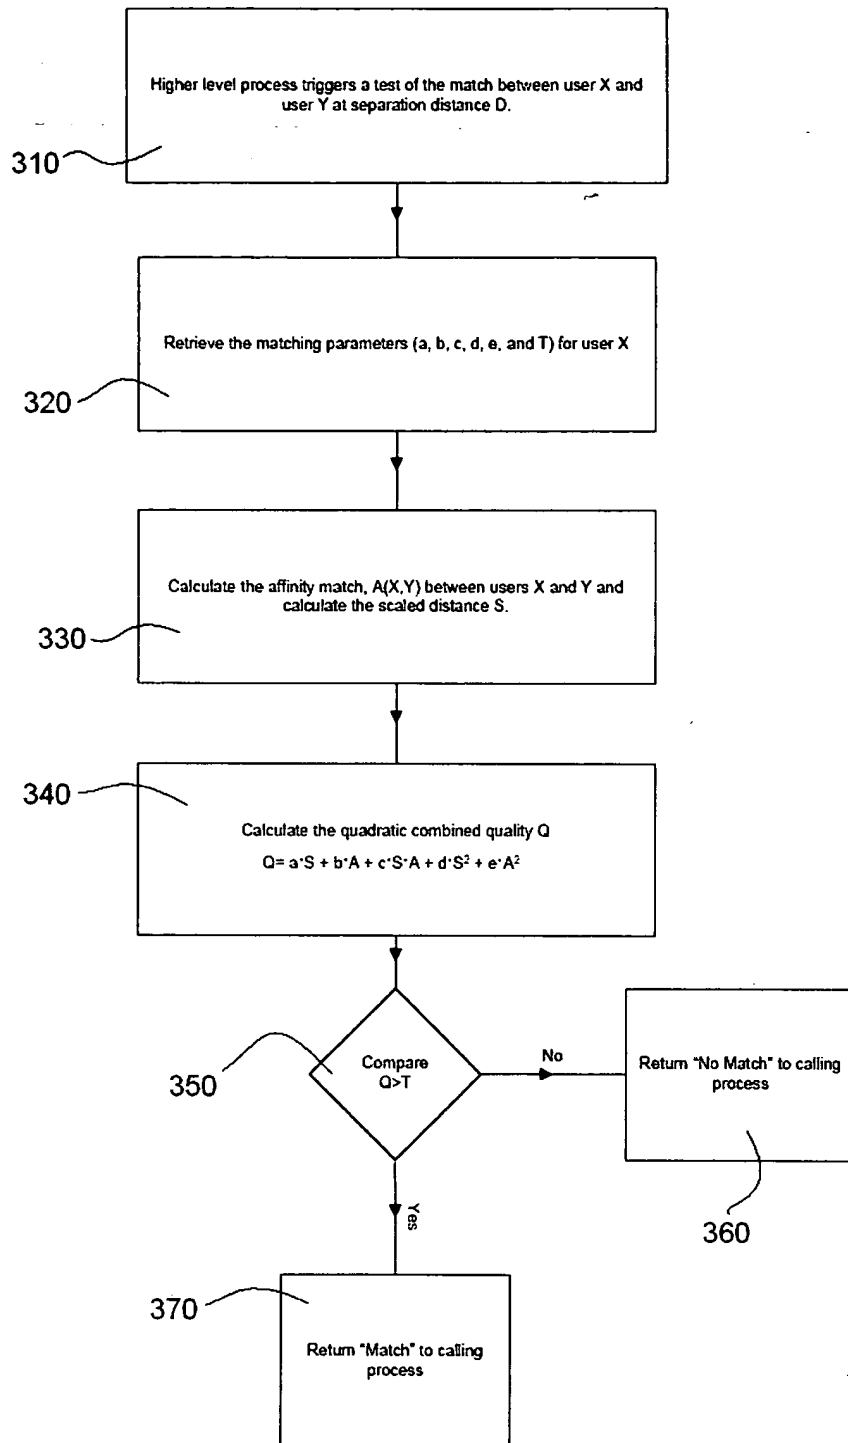 Higher level process triggers a test of the match between user X and
user Y at separation distance D.
310
Retrieve the matching parameters (a, b, c, d, e, and T) for user X
320
Calculate the affinity match, A(X,Y) between users X and Y and
calculate the scaled distance S.
330
340
Calculate the quadratic combined quality Q
Q= a*S + b*A + c*S*A + d*S² + e*A²
350
Compare
Q>T
No
Return "No Match" to calling
process
360
Yes
370
Return "Match" to calling
process